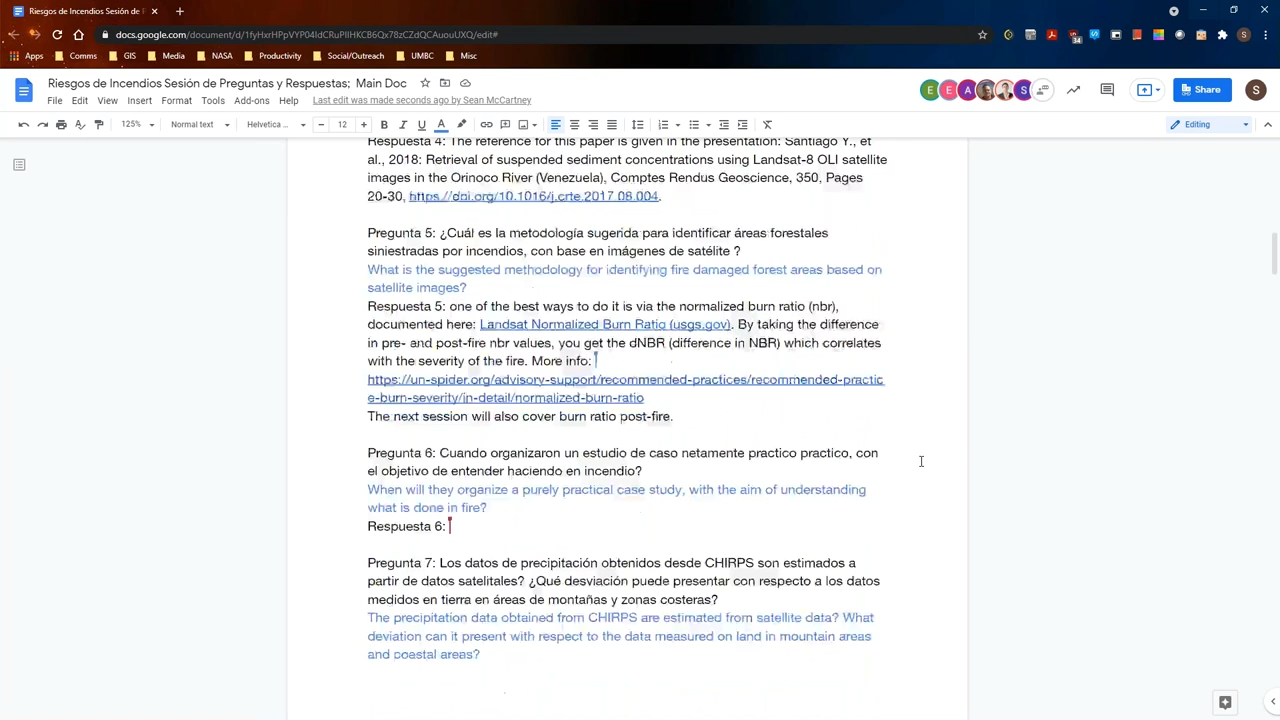 Riesgos de Incendios Sesión de F
docs.google.com/document/d/1fyHxrHPpVYP04IdCRuPIlHKCB6Qx78zCZdQCAuouUXQ/edit#
Apps Comms GIS Media NASA Productivity Social/Outreach UMBC Misc
Riesgos de Incendios Sesión de Preguntas y Respuestas; Main Doc
File Edit View Insert Format Tools Add-ons Help Last edit was made seconds ago by Sean McCartney
E E A S Share S
125% Normal text Helvetica ... 12 B I U A Editing
Respuesta 4: The reference for this paper is given in the presentation: Santiago Y., et
al., 2018: Retrieval of suspended sediment concentrations using Landsat-8 OLI satellite
images in the Orinoco River (Venezuela), Comptes Rendus Geoscience, 350, Pages
20-30, https://doi.org/10.1016/j.crte.2017.08.004.
Pregunta 5: ¿Cuál es la metodología sugerida para identificar áreas forestales
siniestradas por incendios, con base en imágenes de satélite ?
What is the suggested methodology for identifying fire damaged forest areas based on
satellite images?
Respuesta 5: one of the best ways to do it is via the normalized burn ratio (nbr),
documented here: Landsat Normalized Burn Ratio (usgs.gov). By taking the difference
in pre- and post-fire nbr values, you get the dNBR (difference in NBR) which correlates
with the severity of the fire. More info:
https://un-spider.org/advisory-support/recommended-practices/recommended-practic
e-burn-severity/in-detail/normalized-burn-ratio
The next session will also cover burn ratio post-fire.
Pregunta 6: Cuando organizaron un estudio de caso netamente practico practico, con
el objetivo de entender haciendo en incendio?
When will they organize a purely practical case study, with the aim of understanding
what is done in fire?
Respuesta 6:
Pregunta 7: Los datos de precipitación obtenidos desde CHIRPS son estimados a
partir de datos satelitales? ¿Qué desviación puede presentar con respecto a los datos
medidos en tierra en áreas de montañas y zonas costeras?
The precipitation data obtained from CHIRPS are estimated from satellite data? What
deviation can it present with respect to the data measured on land in mountain areas
and coastal areas?